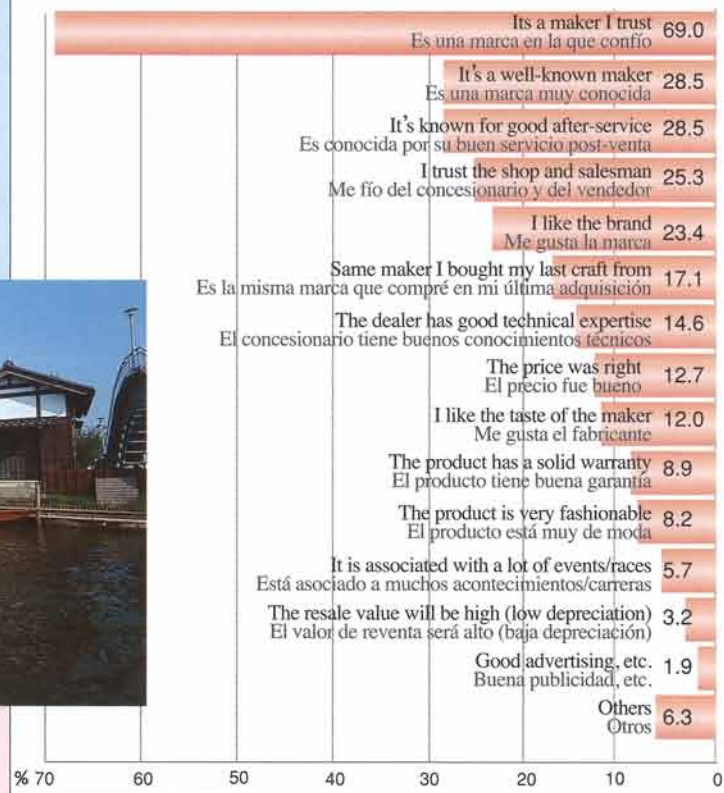 Its a maker I trust 69.0
Es una marca en la que confío
It's a well-known maker 28.5
Es una marca muy conocida
It's known for good after-service 28.5
Es conocida por su buen servicio post-venta
I trust the shop and salesman 25.3
Me fío del concesionario y del vendedor
I like the brand 23.4
Me gusta la marca
Same maker I bought my last craft from 17.1
Es la misma marca que compré en mi última adquisición
The dealer has good technical expertise 14.6
El concesionario tiene buenos conocimientos técnicos
The price was right 12.7
El precio fue bueno
I like the taste of the maker 12.0
Me gusta el fabricante
The product has a solid warranty 8.9
El producto tiene buena garantía
The product is very fashionable 8.2
El producto está muy de moda
It is associated with a lot of events/races 5.7
Está asociado a muchos acontecimientos/carreras
The resale value will be high (low depreciation) 3.2
El valor de reventa será alto (baja depreciación)
Good advertising, etc. 1.9
Buena publicidad, etc.
Others 6.3
Otros
% 70 60 50 40 30 20 10 0